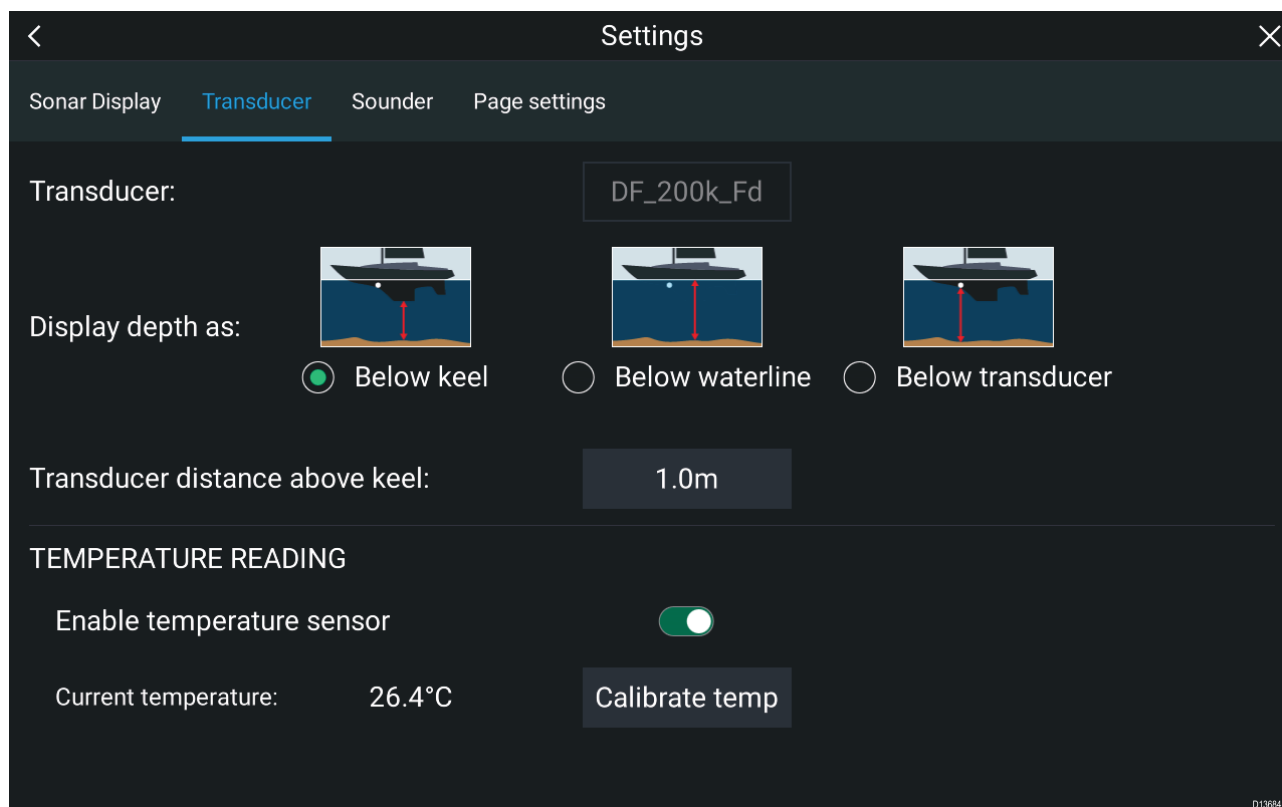 Settings
Sonar Display Transducer Sounder Page settings
Transducer: DF_200k_Fd
Display depth as:
Below keel Below waterline Below transducer
Transducer distance above keel: 1.0m
TEMPERATURE READING
Enable temperature sensor
Current temperature: 26.4°C Calibrate temp
D13684